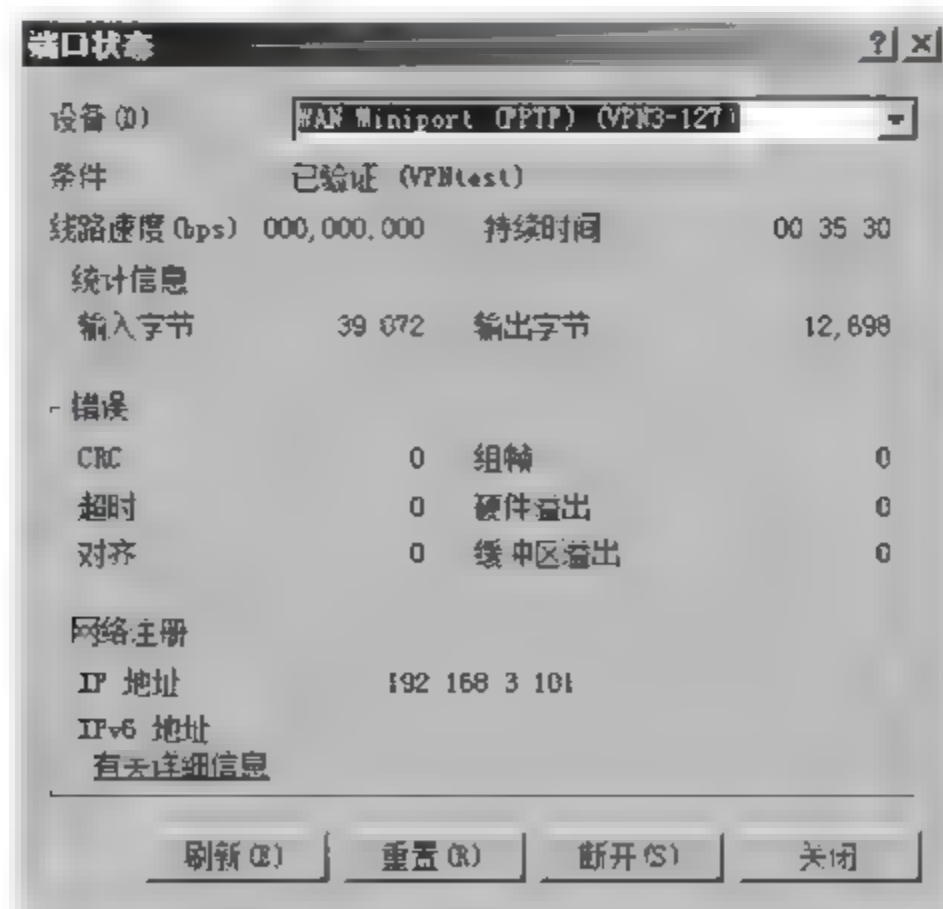 端口状态
设备(D) WAN Miniport (PPTP) (VPN3-127)
条件 已验证 (VPNtest)
线路速度(bps) 000,000,000 持续时间 00 35 30
统计信息
输入字节 39 072 输出字节 12,698
错误
CRC 0 组帧 0
超时 0 硬件溢出 0
对齐 0 缓冲区溢出 0
网络注册
IP 地址 192 168 3 101
IPv6 地址
有关详细信息
刷新(E) 重置(R) 断开(S) 关闭